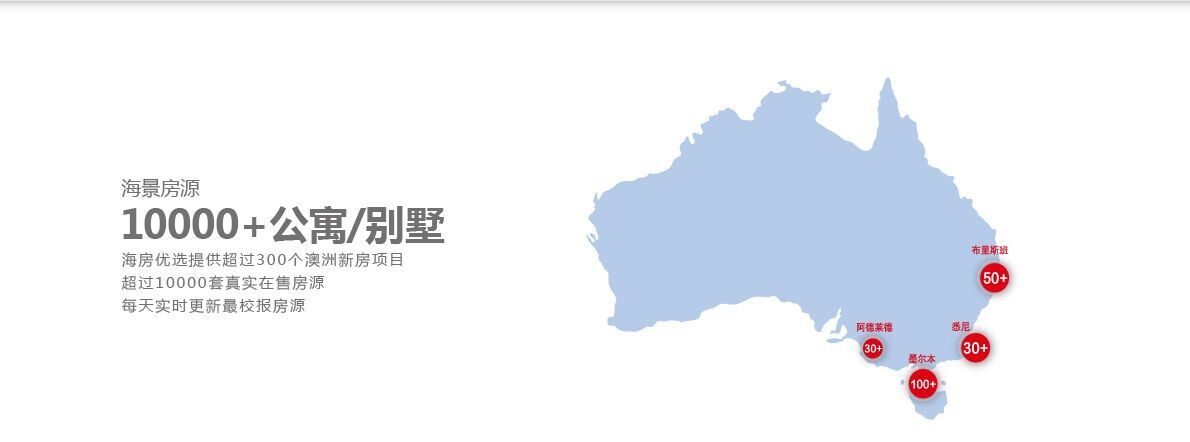 海景房源
10000+公寓/别墅
海房优选提供超过300个澳洲新房项目
超过10000套真实在售房源
每天实时更新最校报房源
布里斯班
50+
阿德莱德
30+
悉尼
30+
墨尔本
100+